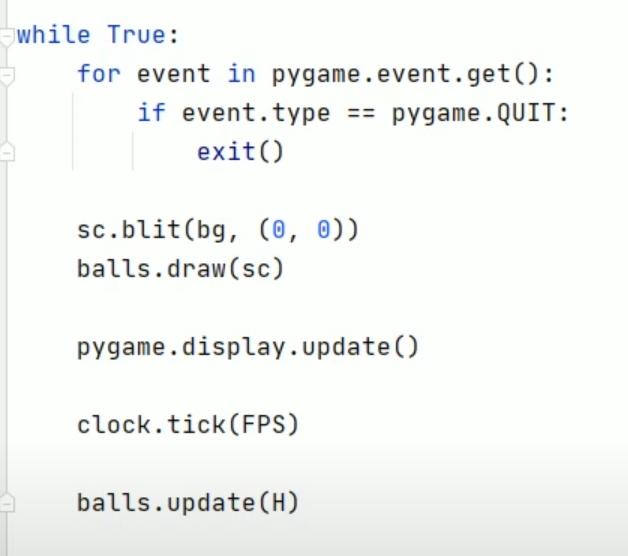 while True:
    for event in pygame.event.get():
        if event.type == pygame.QUIT:
            exit()
    sc.blit(bg, (0, 0))
    balls.draw(sc)
    pygame.display.update()
    clock.tick(FPS)
    balls.update(H)